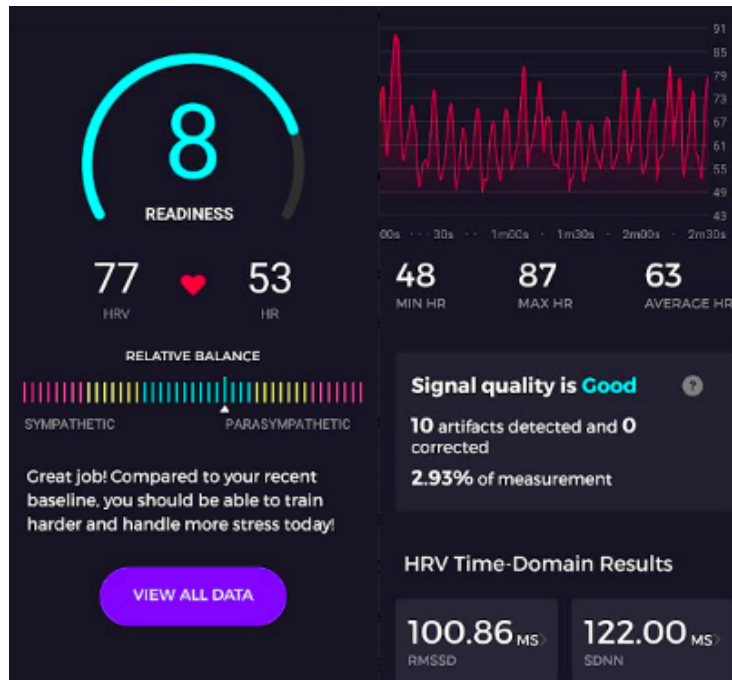 8
READINESS
77 53
HRV HR
RELATIVE BALANCE
SYMPATHETIC PARASYMPATHETIC
Great job! Compared to your recent
baseline, you should be able to train
harder and handle more stress today!
VIEW ALL DATA
91
85
79
73
67
61
55
49
43
00s · · · 30s · · 1m00s · 1m30s · 2m00s · 2m30s
48 87 63
MIN HR MAX HR AVERAGE HR
Signal quality is Good ?
10 artifacts detected and 0
corrected
2.93% of measurement
HRV Time-Domain Results
100.86 MS> 122.00 MS>
RMSSD SDNN